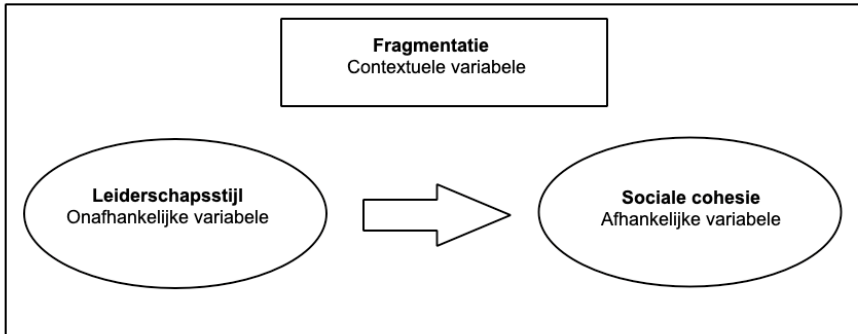 Fragmentatie
Contextuele variabele
Leiderschapsstijl
Onafhankelijke variabele
Sociale cohesie
Afhankelijke variabele